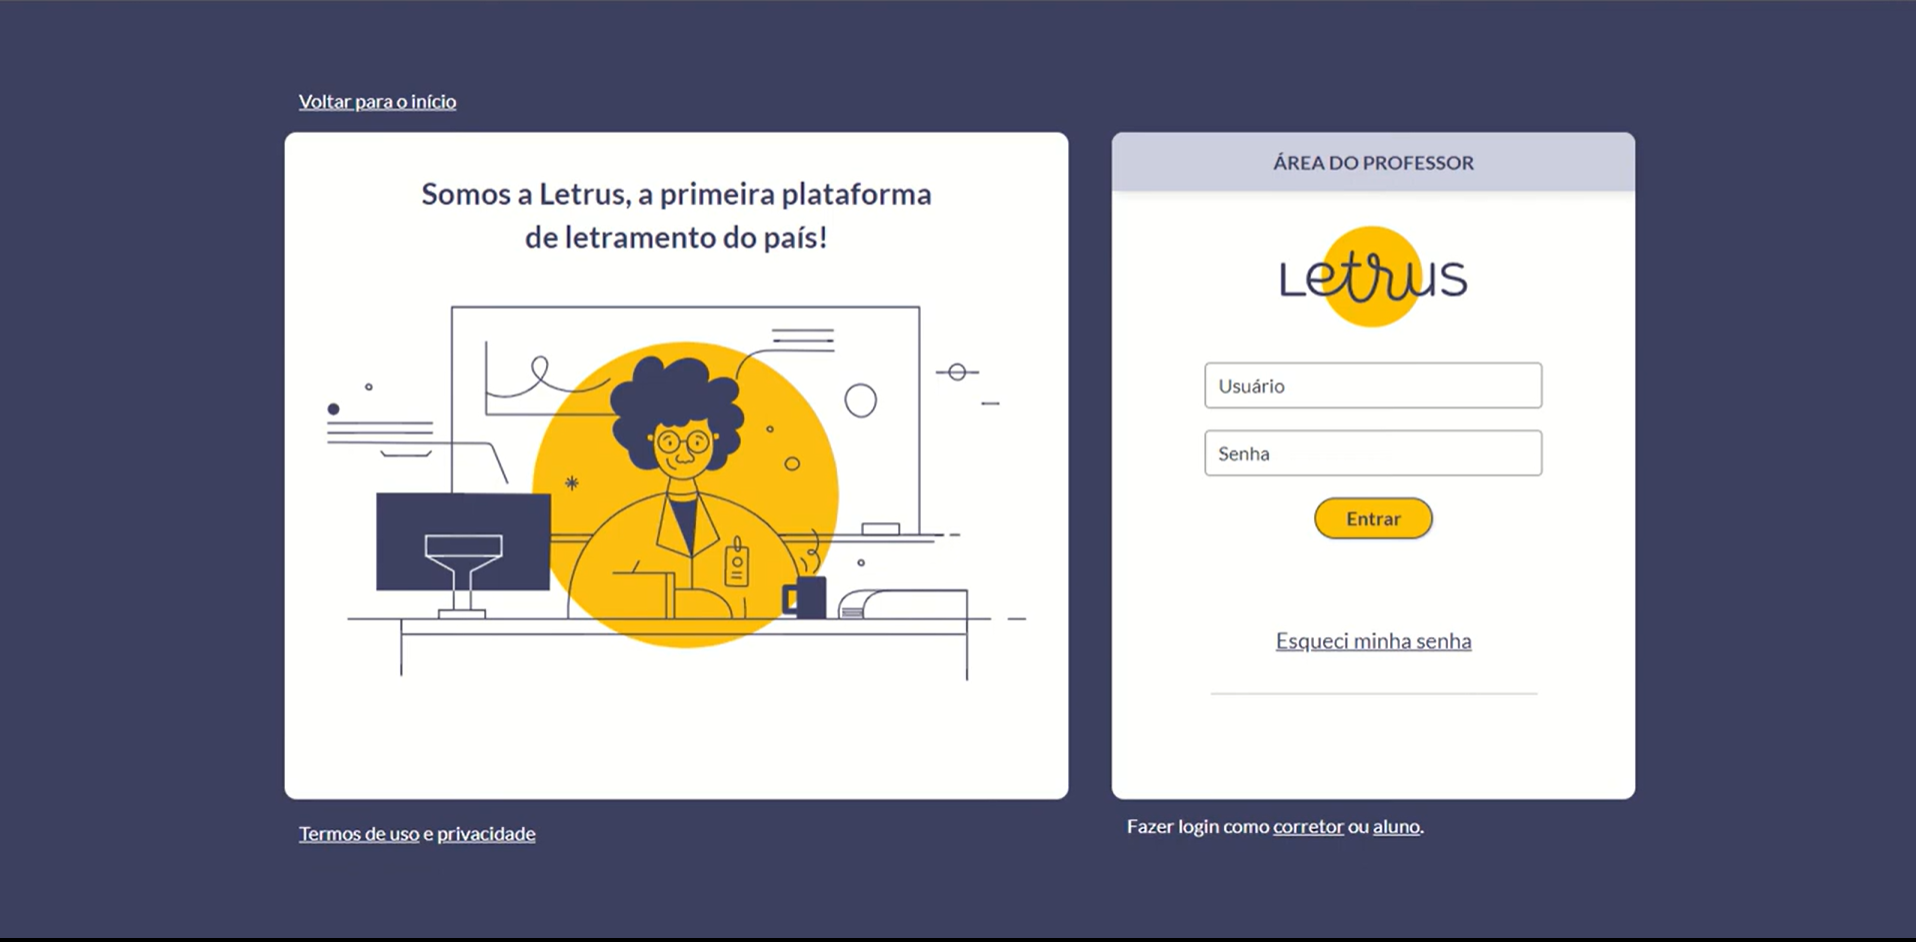 Voltar para o início
Somos a Letrus, a primeira plataforma
de letramento do país!
Termos de uso e privacidade
ÁREA DO PROFESSOR
Letrus
Usuário
Senha
Entrar
Esqueci minha senha
Fazer login como corretor ou aluno.